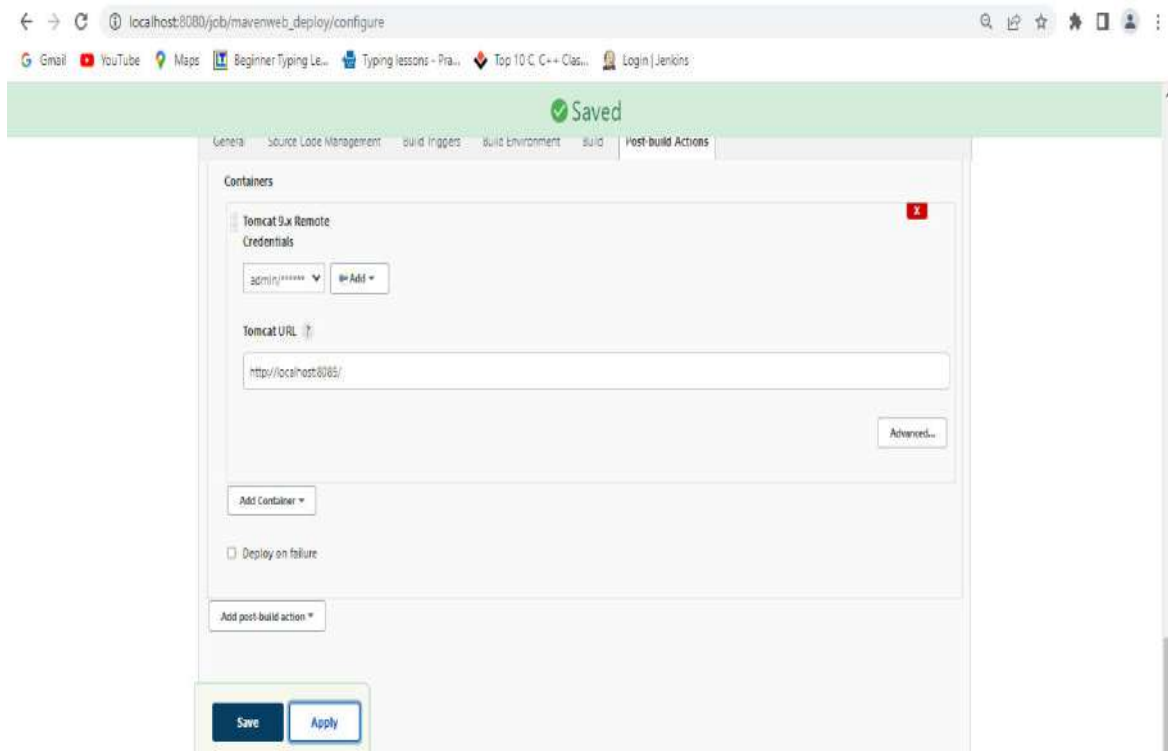 localhost:8080/job/mavenweb_deploy/configure
Gmail YouTube Maps Beginner Typing Le... Typing lessons - Pra... Top 10 C, C++ Clas... Login | Jenkins
Saved
General Source Code Management Build Triggers Build Environment Build Post-build Actions
Containers
X
Tomcat 9.x Remote
Credentials
admin/****** Add
Tomcat URL ?
http://localhost:8085/
Advanced...
Add Container
Deploy on failure
Add post-build action
Save Apply